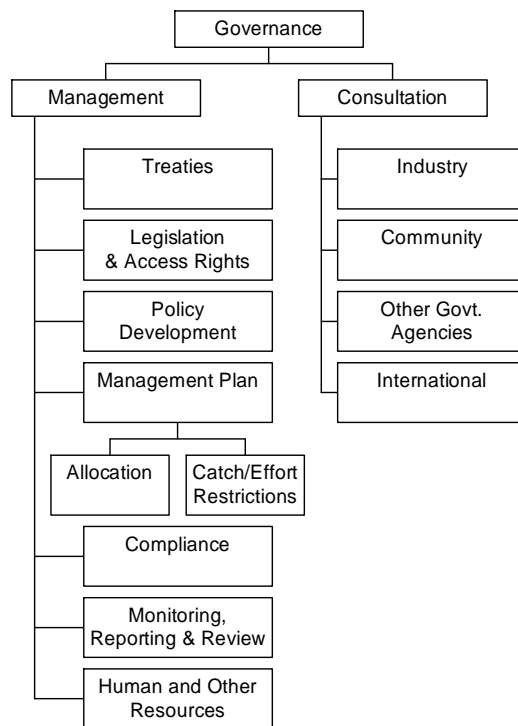 Governance
Management
Consultation
Treaties
Industry
Legislation
& Access Rights
Community
Policy
Development
Other Govt.
Agencies
Management Plan
International
Allocation
Catch/Effort
Restrictions
Compliance
Monitoring,
Reporting & Review
Human and Other
Resources